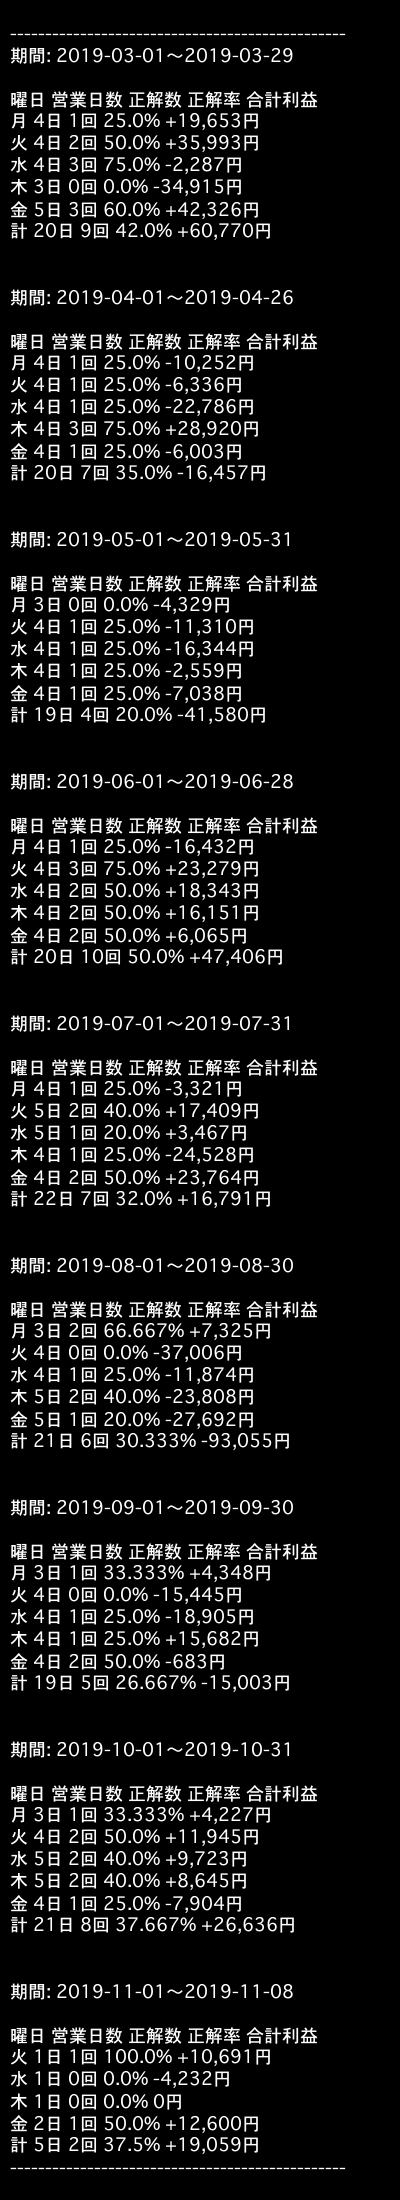 ------------------------------------------------
期間: 2019-03-01〜2019-03-29
曜日 営業日数 正解数 正解率 合計利益
月 4日 1回 25.0% +19,653円
火 4日 2回 50.0% +35,993円
水 4日 3回 75.0% -2,287円
木 3日 0回 0.0% -34,915円
金 5日 3回 60.0% +42,326円
計 20日 9回 42.0% +60,770円
期間: 2019-04-01〜2019-04-26
曜日 営業日数 正解数 正解率 合計利益
月 4日 1回 25.0% -10,252円
火 4日 1回 25.0% -6,336円
水 4日 1回 25.0% -22,786円
木 4日 3回 75.0% +28,920円
金 4日 1回 25.0% -6,003円
計 20日 7回 35.0% -16,457円
期間: 2019-05-01〜2019-05-31
曜日 営業日数 正解数 正解率 合計利益
月 3日 0回 0.0% -4,329円
火 4日 1回 25.0% -11,310円
水 4日 1回 25.0% -16,344円
木 4日 1回 25.0% -2,559円
金 4日 1回 25.0% -7,038円
計 19日 4回 20.0% -41,580円
期間: 2019-06-01〜2019-06-28
曜日 営業日数 正解数 正解率 合計利益
月 4日 1回 25.0% -16,432円
火 4日 3回 75.0% +23,279円
水 4日 2回 50.0% +18,343円
木 4日 2回 50.0% +16,151円
金 4日 2回 50.0% +6,065円
計 20日 10回 50.0% +47,406円
期間: 2019-07-01〜2019-07-31
曜日 営業日数 正解数 正解率 合計利益
月 4日 1回 25.0% -3,321円
火 5日 2回 40.0% +17,409円
水 5日 1回 20.0% +3,467円
木 4日 1回 25.0% -24,528円
金 4日 2回 50.0% +23,764円
計 22日 7回 32.0% +16,791円
期間: 2019-08-01〜2019-08-30
曜日 営業日数 正解数 正解率 合計利益
月 3日 2回 66.667% +7,325円
火 4日 0回 0.0% -37,006円
水 4日 1回 25.0% -11,874円
木 5日 2回 40.0% -23,808円
金 5日 1回 20.0% -27,692円
計 21日 6回 30.333% -93,055円
期間: 2019-09-01〜2019-09-30
曜日 営業日数 正解数 正解率 合計利益
月 3日 1回 33.333% +4,348円
火 4日 0回 0.0% -15,445円
水 4日 1回 25.0% -18,905円
木 4日 1回 25.0% +15,682円
金 4日 2回 50.0% -683円
計 19日 5回 26.667% -15,003円
期間: 2019-10-01〜2019-10-31
曜日 営業日数 正解数 正解率 合計利益
月 3日 1回 33.333% +4,227円
火 4日 2回 50.0% +11,945円
水 5日 2回 40.0% +9,723円
木 5日 2回 40.0% +8,645円
金 4日 1回 25.0% -7,904円
計 21日 8回 37.667% +26,636円
期間: 2019-11-01〜2019-11-08
曜日 営業日数 正解数 正解率 合計利益
火 1日 1回 100.0% +10,691円
水 1日 0回 0.0% -4,232円
木 1日 0回 0.0% 0円
金 2日 1回 50.0% +12,600円
計 5日 2回 37.5% +19,059円
------------------------------------------------